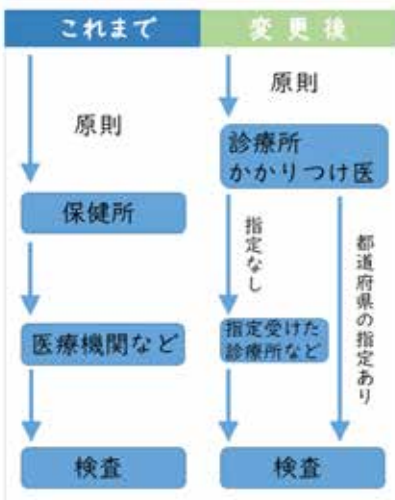 これまで
原則
保健所
医療機関など
検査
変更後
原則
診療所
かかりつけ医
指定なし
都道府県の指定あり
指定受けた
診療所など
検査